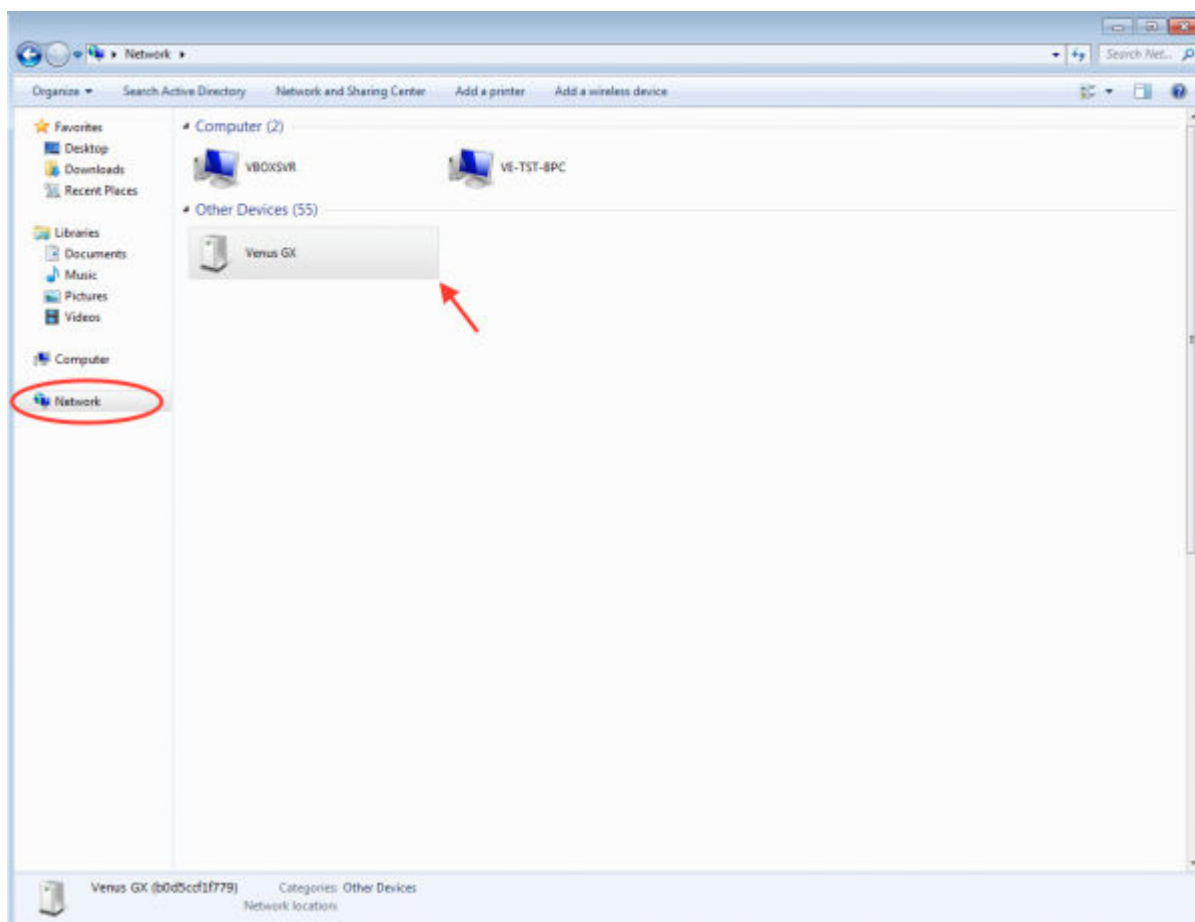 Network
Search Net...
Organize
Search Active Directory
Network and Sharing Center
Add a printer
Add a wireless device
Favorites
Desktop
Downloads
Recent Places
Libraries
Documents
Music
Pictures
Videos
Computer
Network
Computer (2)
VBOXSVR
VE-TST-8PC
Other Devices (55)
Venus GX
Venus GX (b0d5ccf1f779)
Categories: Other Devices
Network location